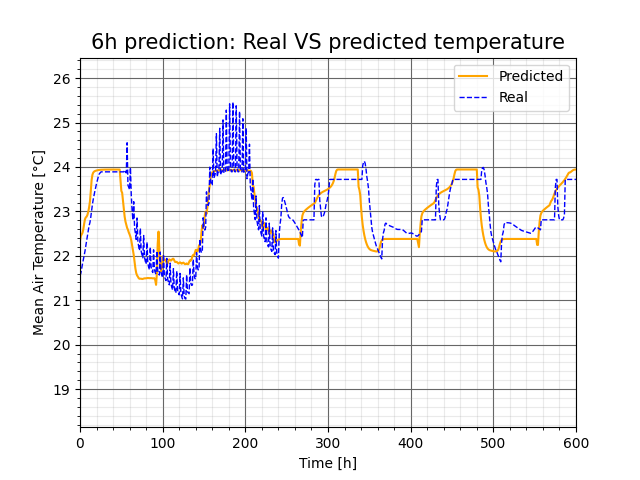 6h prediction: Real VS predicted temperature
Predicted
Real
26
25
24
23
22
21
20
19
Mean Air Temperature [°C]
0 100 200 300 400 500 600
Time [h]